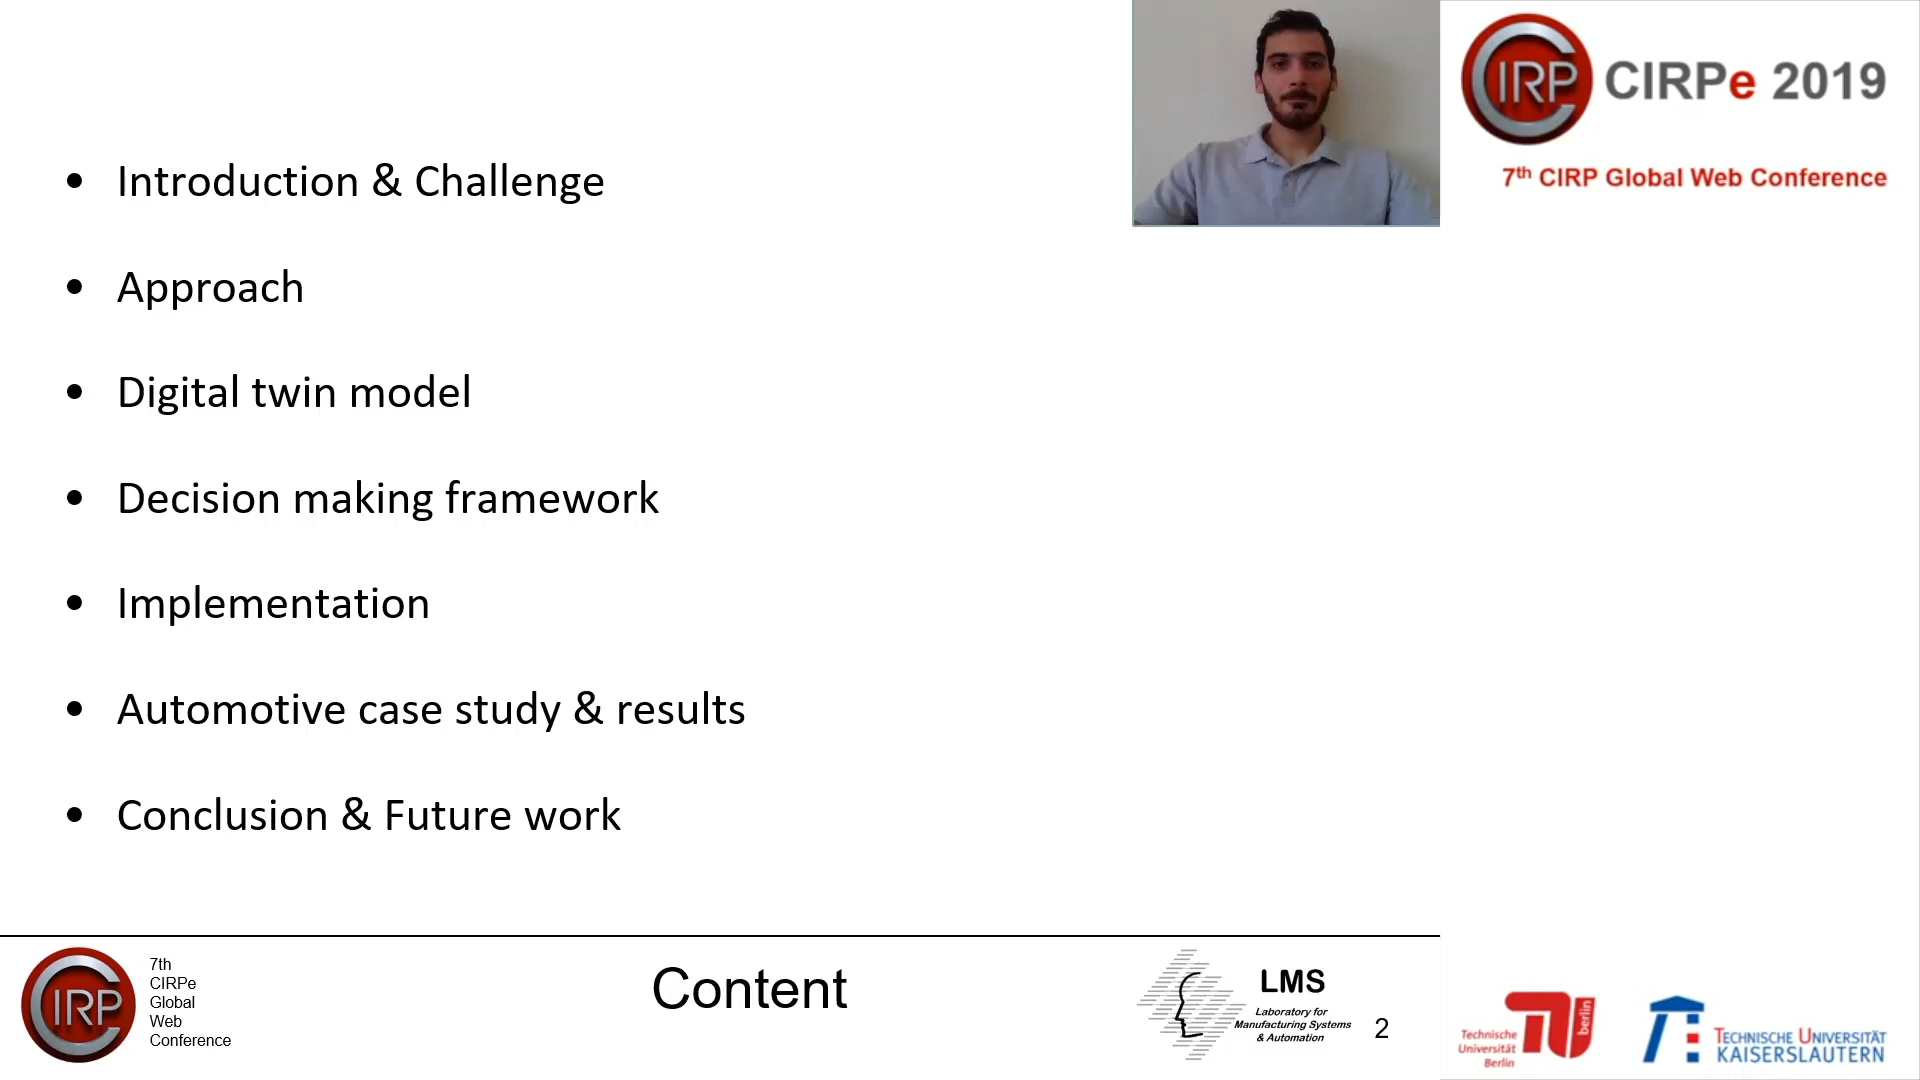 CIRP CIRPe 2019
7th CIRP Global Web Conference
• Introduction & Challenge
• Approach
• Digital twin model
• Decision making framework
• Implementation
• Automotive case study & results
• Conclusion & Future work
CIRP
7th
CIRPe
Global
Web
Conference
Content
LMS
Laboratory for
Manufacturing Systems
& Automation
2
Technische
Universität
Berlin
berlin
TECHNISCHE UNIVERSITÄT
KAISERSLAUTERN